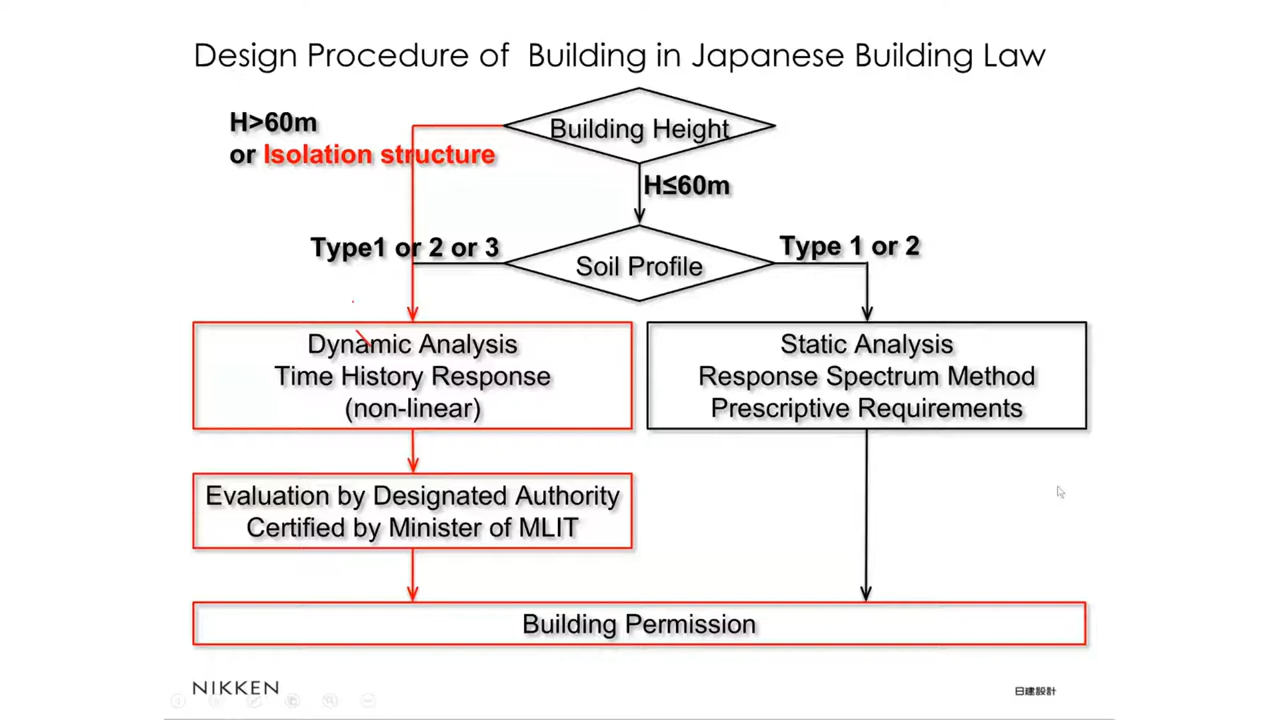 Design Procedure of Building in Japanese Building Law
H>60m
or Isolation structure
Building Height
H≤60m
Type1 or 2 or 3
Soil Profile
Type 1 or 2
Dynamic Analysis
Time History Response
(non-linear)
Static Analysis
Response Spectrum Method
Prescriptive Requirements
Evaluation by Designated Authority
Certified by Minister of MLIT
Building Permission
NIKKEN
日建設計